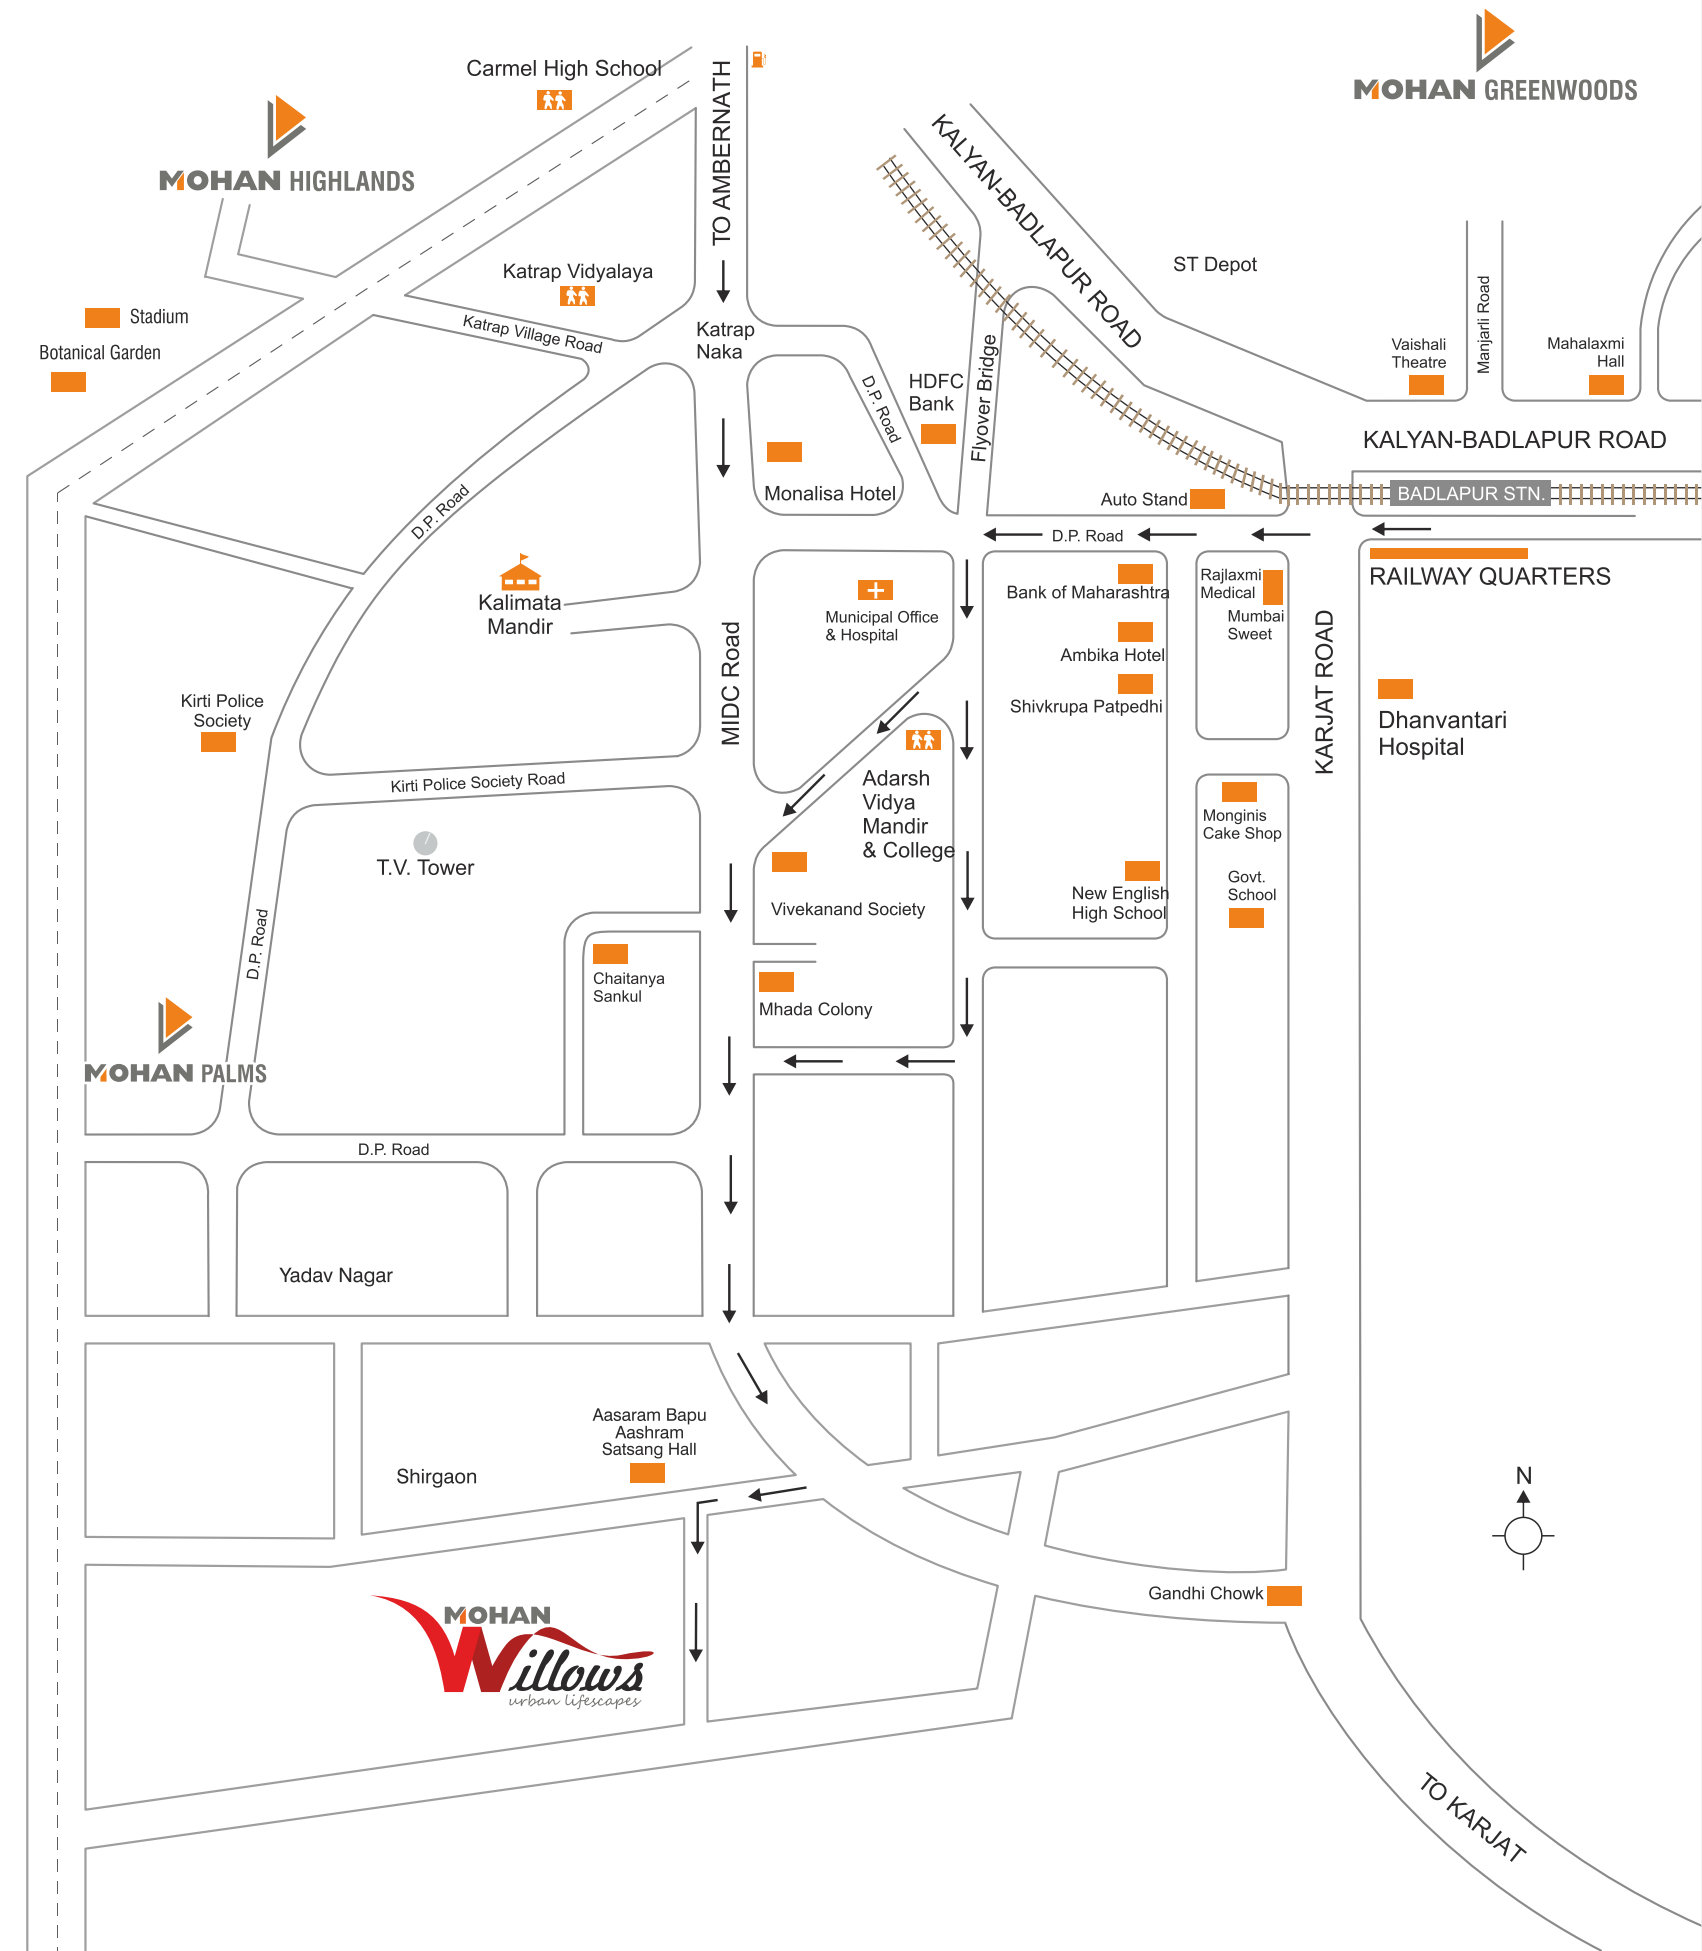 MOHAN GREENWOODS
Carmel High School
TO AMBERNATH
KALYAN-BADLAPUR ROAD
MOHAN HIGHLANDS
ST Depot
Katrap Vidyalaya
Manjarli Road
Stadium
Katrap Village Road
Katrap
Naka
Botanical Garden
Vaishali
Theatre
Mahalaxmi
Hall
HDFC
Bank
D.P. Road
Flyover Bridge
KALYAN-BADLAPUR ROAD
Monalisa Hotel
Auto Stand
BADLAPUR STN.
D.P. Road
D.P. Road
RAILWAY QUARTERS
Kalimata
Mandir
Municipal Office
& Hospital
Bank of Maharashtra
Rajlaxmi
Medical
Mumbai
Sweet
Ambika Hotel
MIDC Road
KARJAT ROAD
Kirti Police
Society
Shivkrupa Patpedhi
Dhanvantari
Hospital
Kirti Police Society Road
Adarsh
Vidya
Mandir
& College
Monginis
Cake Shop
T.V. Tower
New English
High School
Govt.
School
Vivekanand Society
D.P. Road
Chaitanya
Sankul
Mhada Colony
MOHAN PALMS
D.P. Road
Yadav Nagar
Aasaram Bapu
Aashram
Satsang Hall
Shirgaon
N
Gandhi Chowk
MOHAN
Willows
urban lifescapes
TO KARJAT